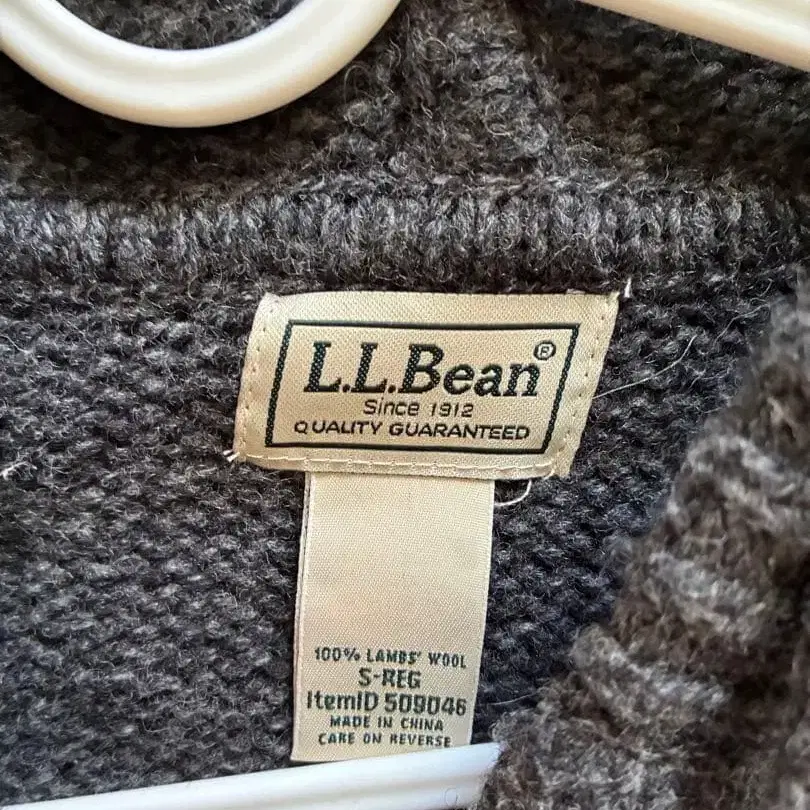 L.L.Bean®
Since 1912
QUALITY GUARANTEED
100% LAMBS' WOOL
S-REG
ItemID 509046
MADE IN CHINA
CARE ON REVERSE